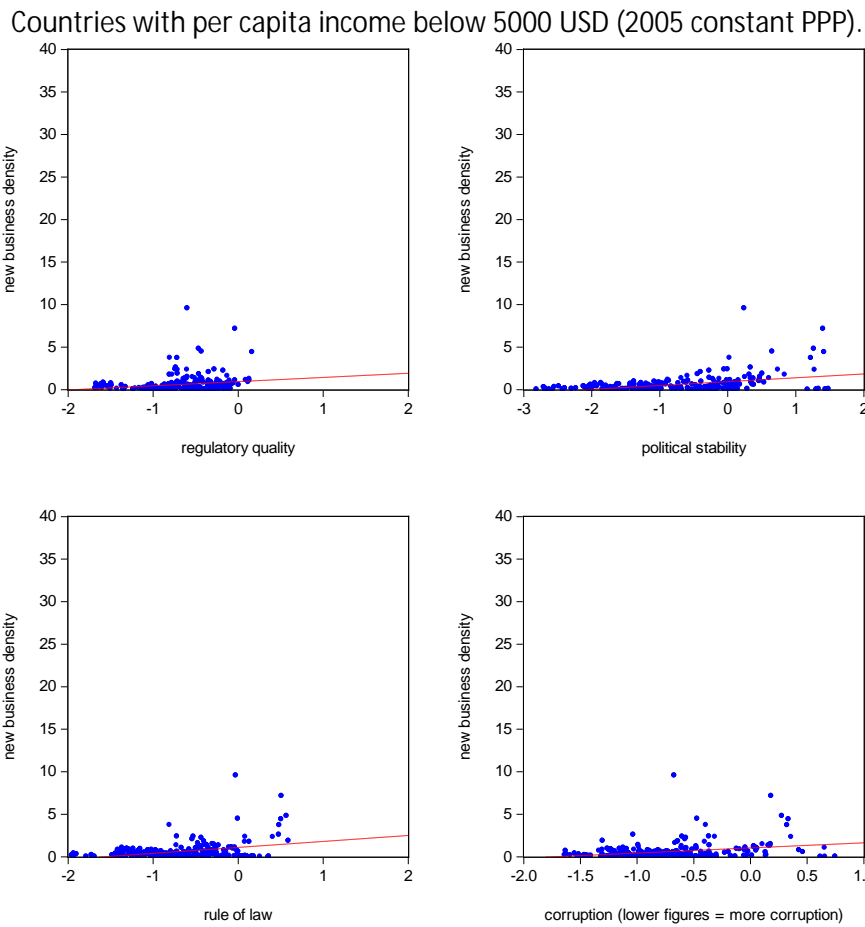 Countries with per capita income below 5000 USD (2005 constant PPP).
40
35
30
25
20
15
10
5
0
new business density
-2 -1 0 1 2
regulatory quality
40
35
30
25
20
15
10
5
0
new business density
-3 -2 -1 0 1 2
political stability
40
35
30
25
20
15
10
5
0
new business density
-2 -1 0 1 2
rule of law
40
35
30
25
20
15
10
5
0
new business density
-2.0 -1.5 -1.0 -0.5 0.0 0.5 1.
corruption (lower figures = more corruption)